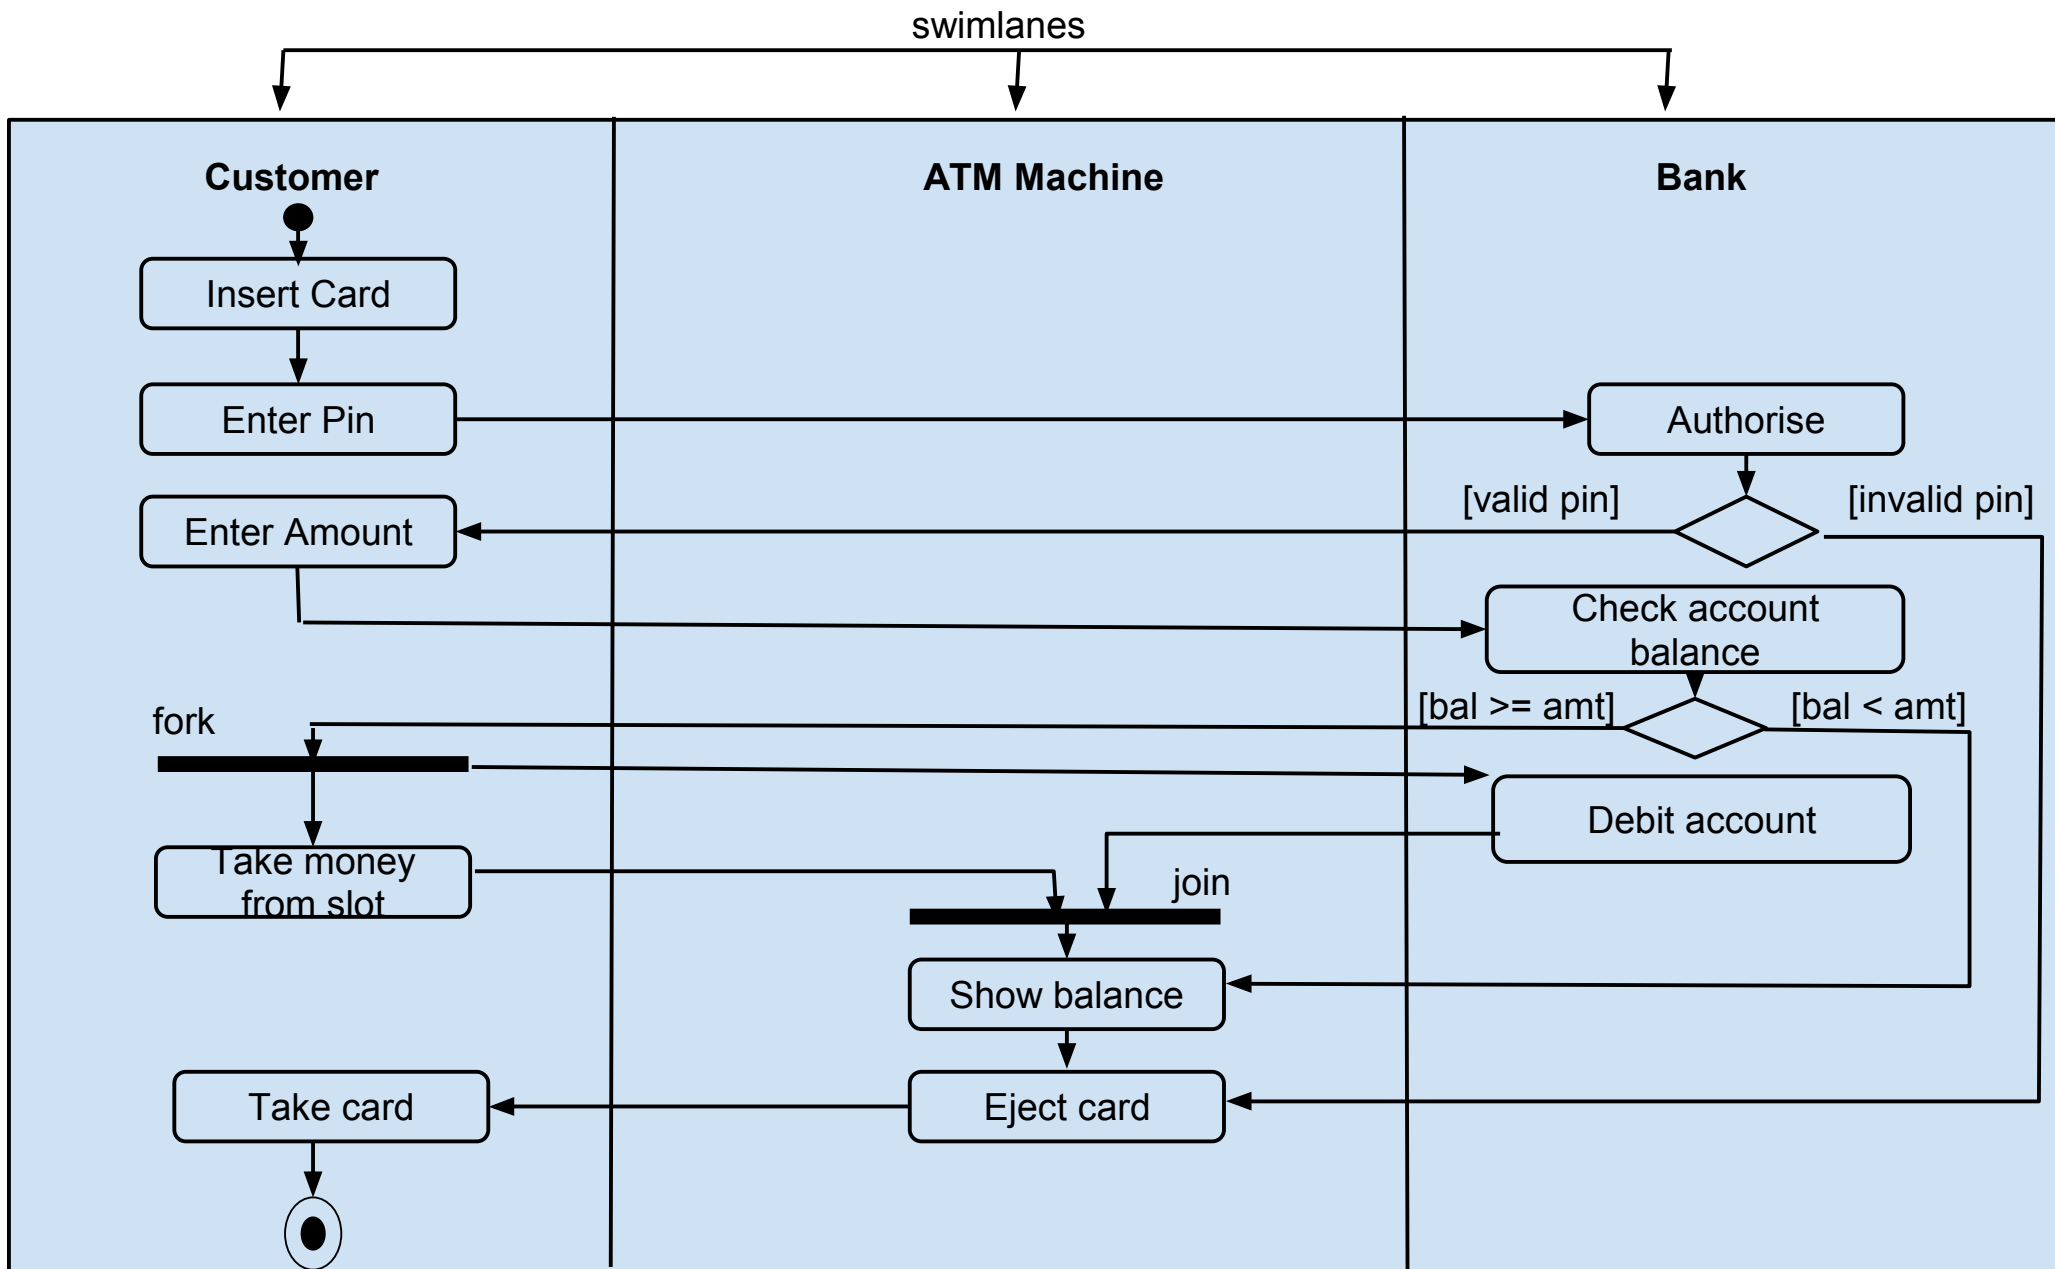 swimlanes
Customer
ATM Machine
Bank
Insert Card
Enter Pin
Authorise
[valid pin]
[invalid pin]
Enter Amount
Check account
balance
[bal >= amt]
[bal < amt]
fork
Debit account
Take money
from slot
join
Show balance
Take card
Eject card